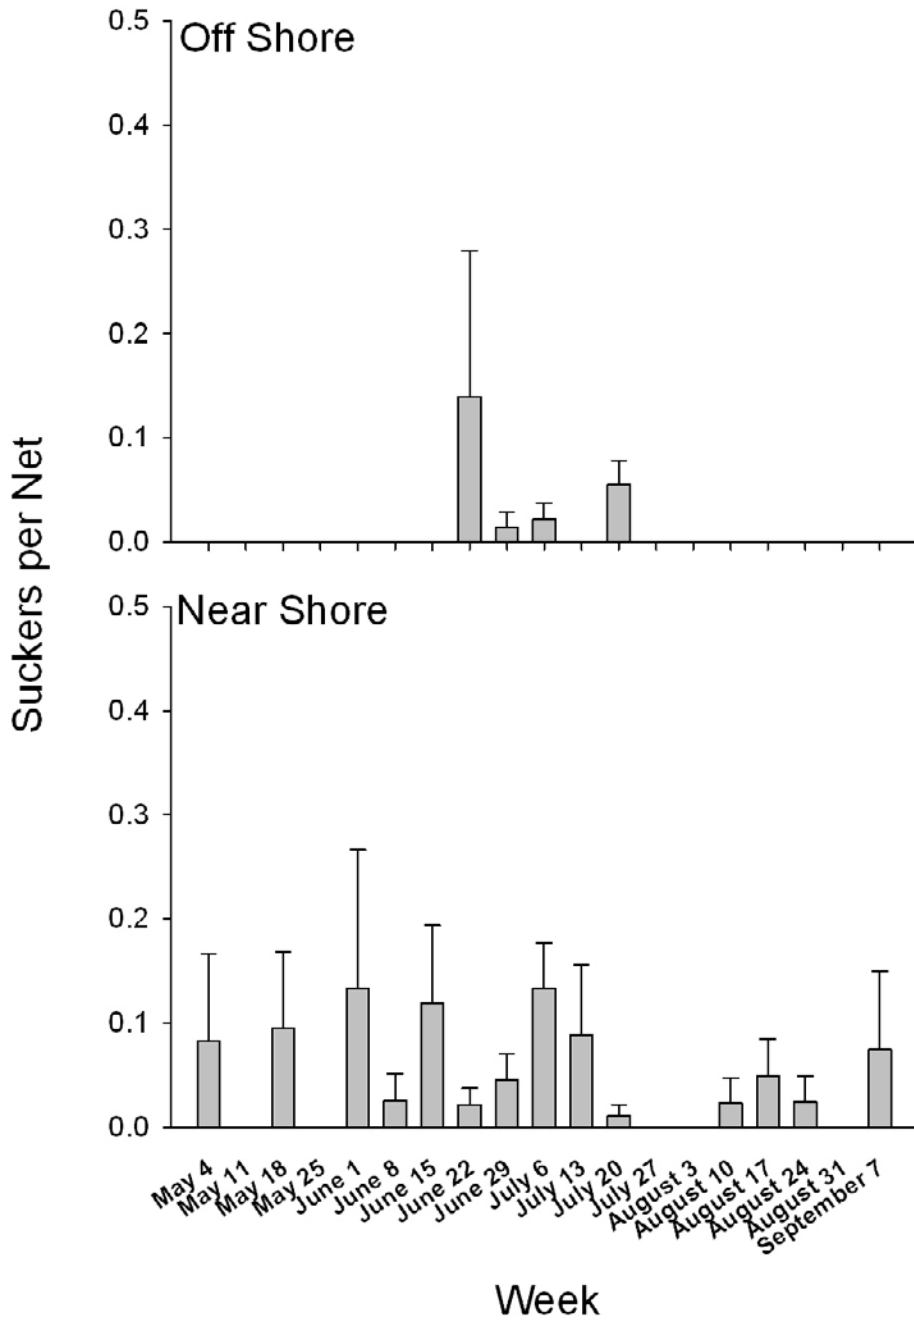 Off Shore
0.5
0.4
0.3
0.2
0.1
0.0
Near Shore
0.5
0.4
0.3
0.2
0.1
0.0
Suckers per Net
May 4
May 11
May 18
May 25
June 1
June 8
June 15
June 22
June 29
July 6
July 13
July 20
July 27
August 3
August 10
August 17
August 24
August 31
September 7
Week